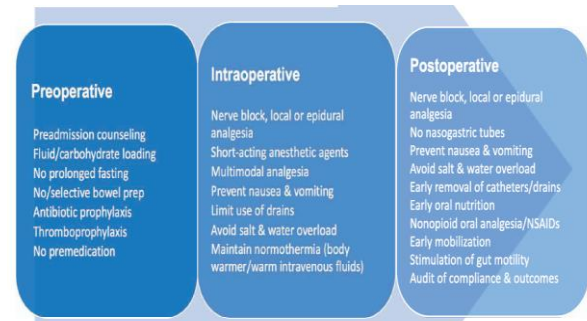 Preoperative
Preadmission counseling
Fluid/carbohydrate loading
No prolonged fasting
No/selective bowel prep
Antibiotic prophylaxis
Thromboprophylaxis
No premedication
Intraoperative
Nerve block, local or epidural
analgesia
Short-acting anesthetic agents
Multimodal analgesia
Prevent nausea & vomiting
Limit use of drains
Avoid salt & water overload
Maintain normothermia (body
warmer/warm intravenous fluids)
Postoperative
Nerve block, local or epidural
analgesia
No nasogastric tubes
Prevent nausea & vomiting
Avoid salt & water overload
Early removal of catheters/drains
Early oral nutrition
Nonopioid oral analgesia/NSAIDs
Early mobilization
Stimulation of gut motility
Audit of compliance & outcomes